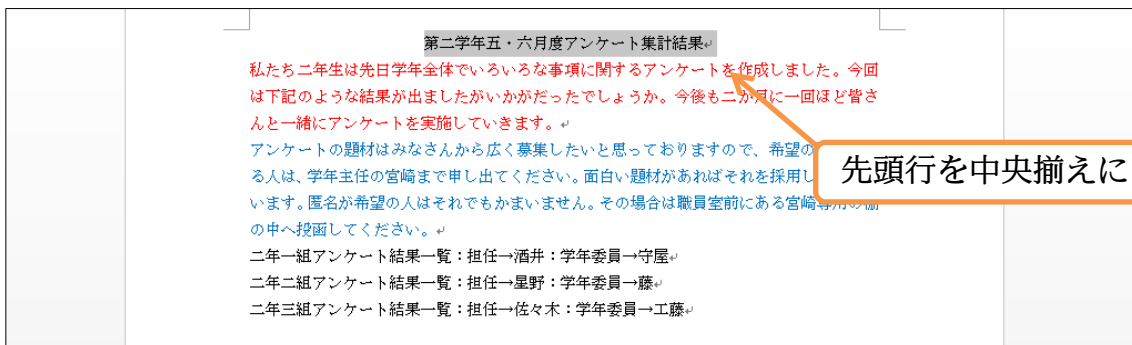 第二学年五・六月度アンケート集計結果
私たち二年生は先日学年全体でいろいろな事項に関するアンケートを作成しました。今回
は下記のような結果が出ましたがいかがだったでしょうか。今後も二か月に一回ほど皆さ
んと一緒にアンケートを実施していきます。
アンケートの題材はみなさんから広く募集したいと思っておりますので、希望の
る人は、学年主任の宮崎まで申し出てください。面白い題材があればそれを採用し
います。匿名が希望の人はそれでもかまいません。その場合は職員室前にある宮崎専用の棚
の中へ投函してください。
先頭行を中央揃えに
二年一組アンケート結果一覧：担任→酒井：学年委員→守屋
二年二組アンケート結果一覧：担任→星野：学年委員→藤
二年三組アンケート結果一覧：担任→佐々木：学年委員→工藤